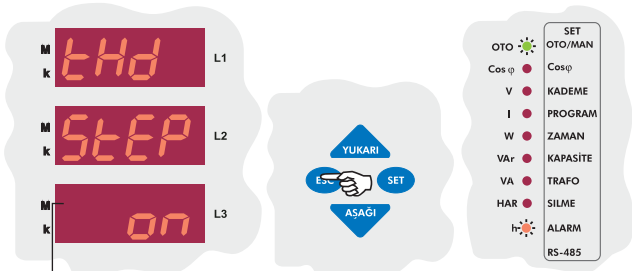 M
k
tHd
L1
M
k
StEP
L2
M
k
on
L3
YUKARI
ESC
SET
AŞAĞI
SET
OTO
OTO/MAN
Cos φ
Cosφ
V
KADEME
I
PROGRAM
W
ZAMAN
VAr
KAPASİTE
VA
TRAFO
HAR
SILME
h
ALARM
RS-485